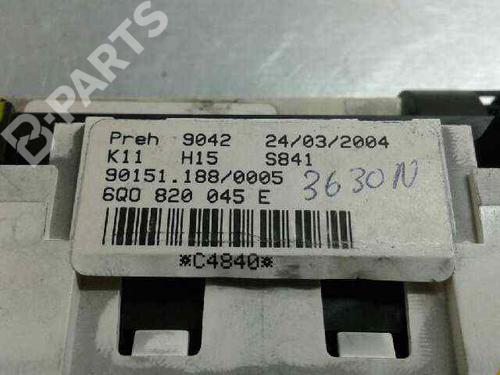 B-PARTS
Preh 9042 24/03/2004
K11 H15 S841
90151.188/0005 3630N
6Q0 820 045 E
*C4840*